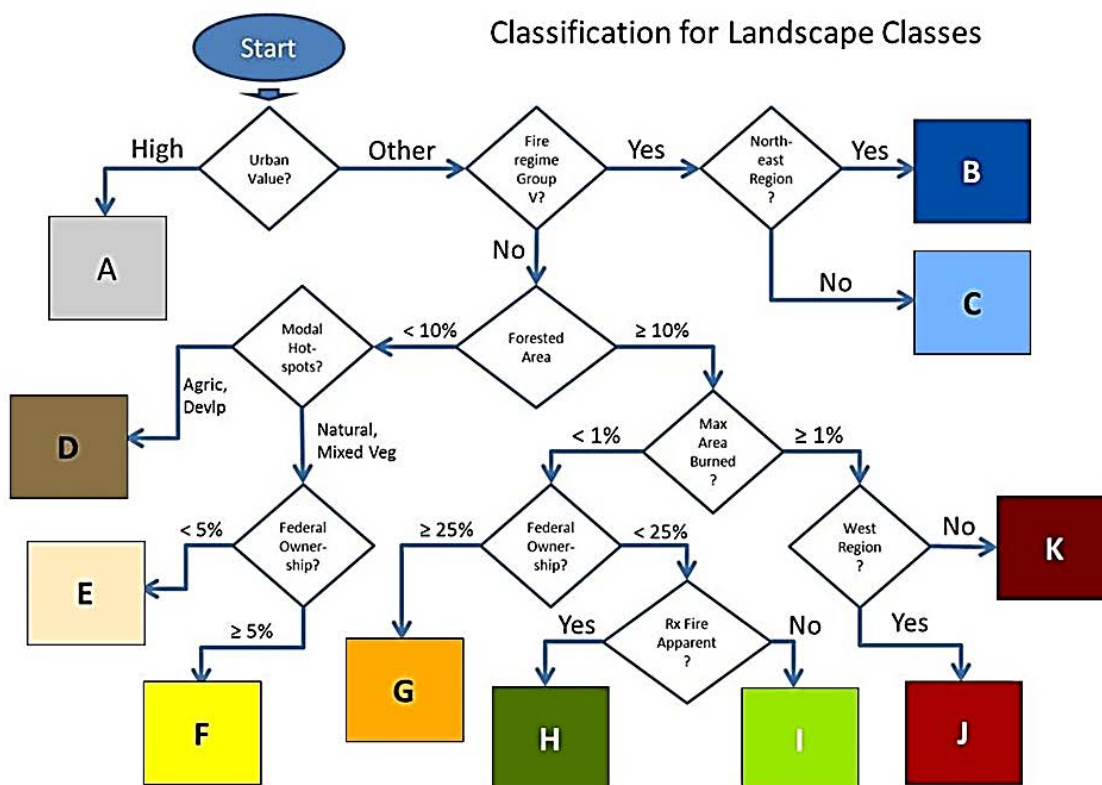 Classification for Landscape Classes
Start
Urban
Value?
High
Other
Fire
regime
Group
V?
Yes
North-
east
Region
?
Yes
B
A
No
No
C
Modal
Hot-
spots?
< 10%
Forested
Area
≥ 10%
Agric,
Devlp
D
Natural,
Mixed Veg
< 1%
Max
Area
Burned
?
≥ 1%
< 5%
Federal
Owner-
ship?
≥ 25%
Federal
Owner-
ship?
< 25%
West
Region
?
No
K
E
≥ 5%
Yes
Rx Fire
Apparent
?
No
Yes
F
G
H
I
J